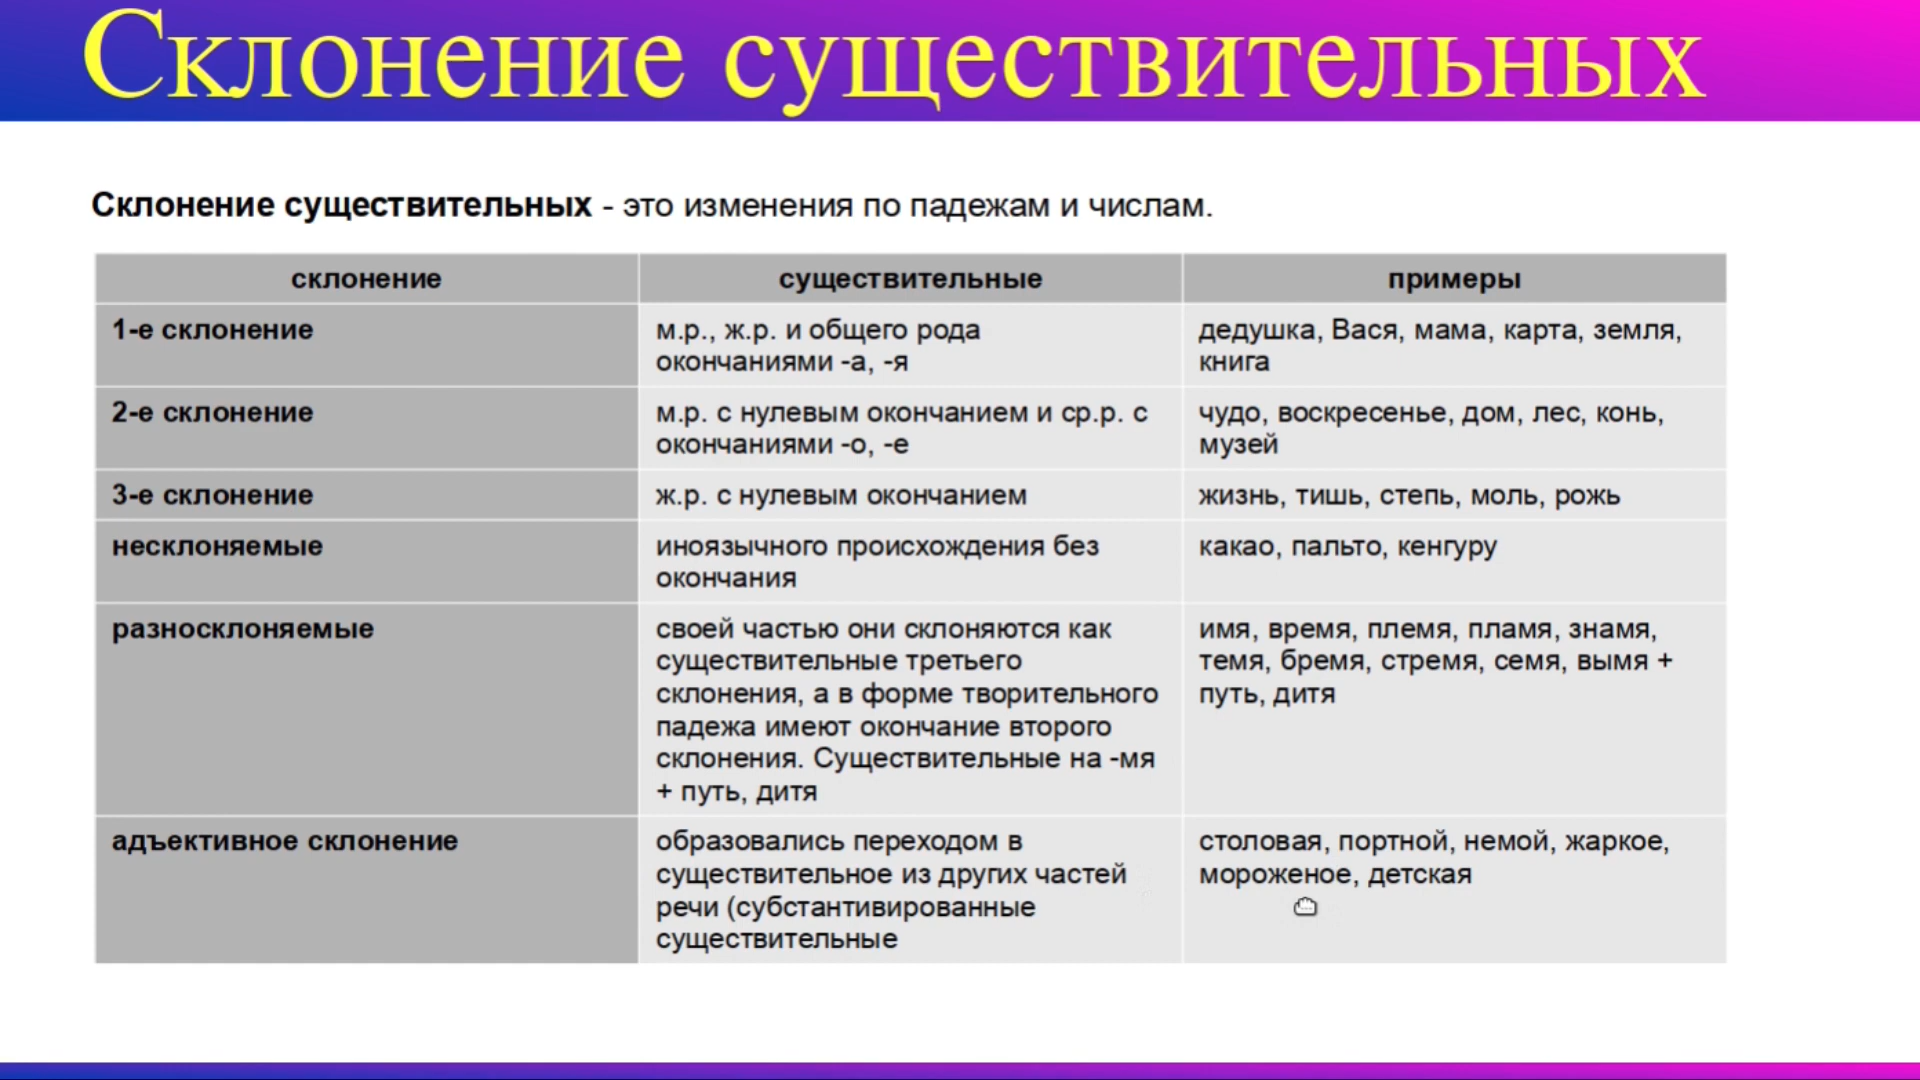 Склонение существительных
Склонение существительных - это изменения по падежам и числам.
склонение
существительные
примеры
1-е склонение
м.р., ж.р. и общего рода
окончаниями -а, -я
дедушка, Вася, мама, карта, земля,
книга
2-е склонение
м.р. с нулевым окончанием и ср.р. с
окончаниями -о, -е
чудо, воскресенье, дом, лес, конь,
музей
3-е склонение
ж.р. с нулевым окончанием
жизнь, тишь, степь, моль, рожь
несклоняемые
иноязычного происхождения без
окончания
какао, пальто, кенгуру
разносклоняемые
своей частью они склоняются как
существительные третьего
склонения, а в форме творительного
падежа имеют окончание второго
склонения. Существительные на -мя
+ путь, дитя
имя, время, племя, пламя, знамя,
темя, бремя, стремя, семя, вымя +
путь, дитя
адъективное склонение
образовались переходом в
существительное из других частей
речи (субстантивированные
существительные
столовая, портной, немой, жаркое,
мороженое, детская